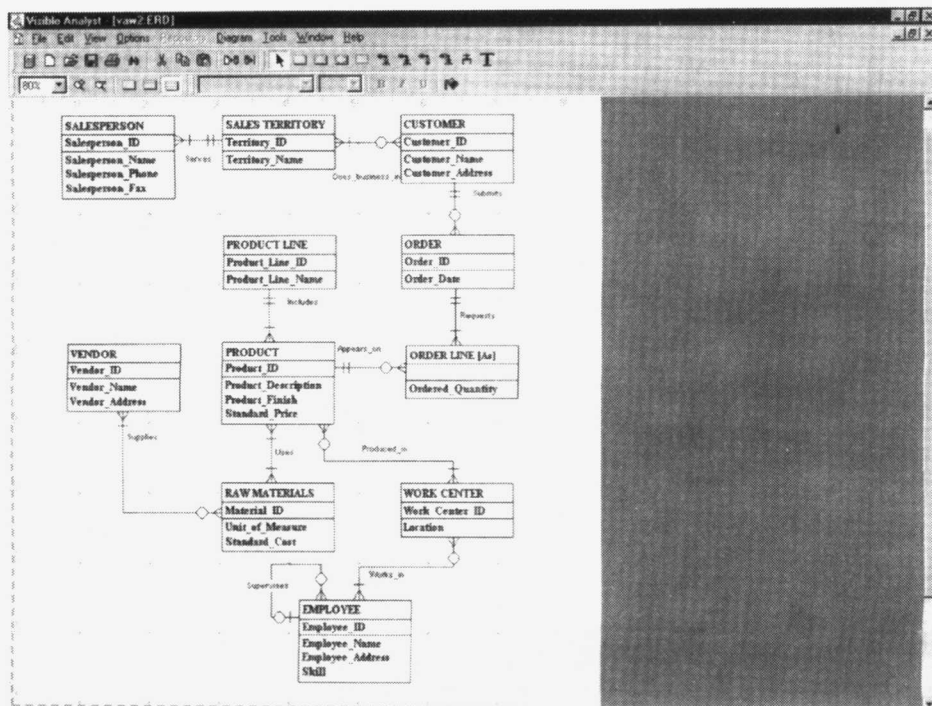 Visible Analyst - [vaw2.ERD]
File Edit View Options Diagram Tools Window Help
80% B I U
SALESPERSON
Salesperson_ID
Salesperson_Name
Salesperson_Phone
Salesperson_Fax
Serves
SALES TERRITORY
Territory_ID
Territory_Name
Does_business_in
CUSTOMER
Customer_ID
Customer_Name
Customer_Address
Submits
PRODUCT LINE
Product_Line_ID
Product_Line_Name
Includes
ORDER
Order_ID
Order_Date
Requests
VENDOR
Vendor_ID
Vendor_Name
Vendor_Address
Supplies
PRODUCT
Product_ID
Product_Description
Product_Finish
Standard_Price
Appears_on
ORDER LINE [As]
Ordered_Quantity
Uses
Produced_in
RAW MATERIALS
Material_ID
Unit_of_Measure
Standard_Cost
WORK CENTER
Work_Center_ID
Location
Works_in
Supervises
EMPLOYEE
Employee_ID
Employee_Name
Employee_Address
Skill